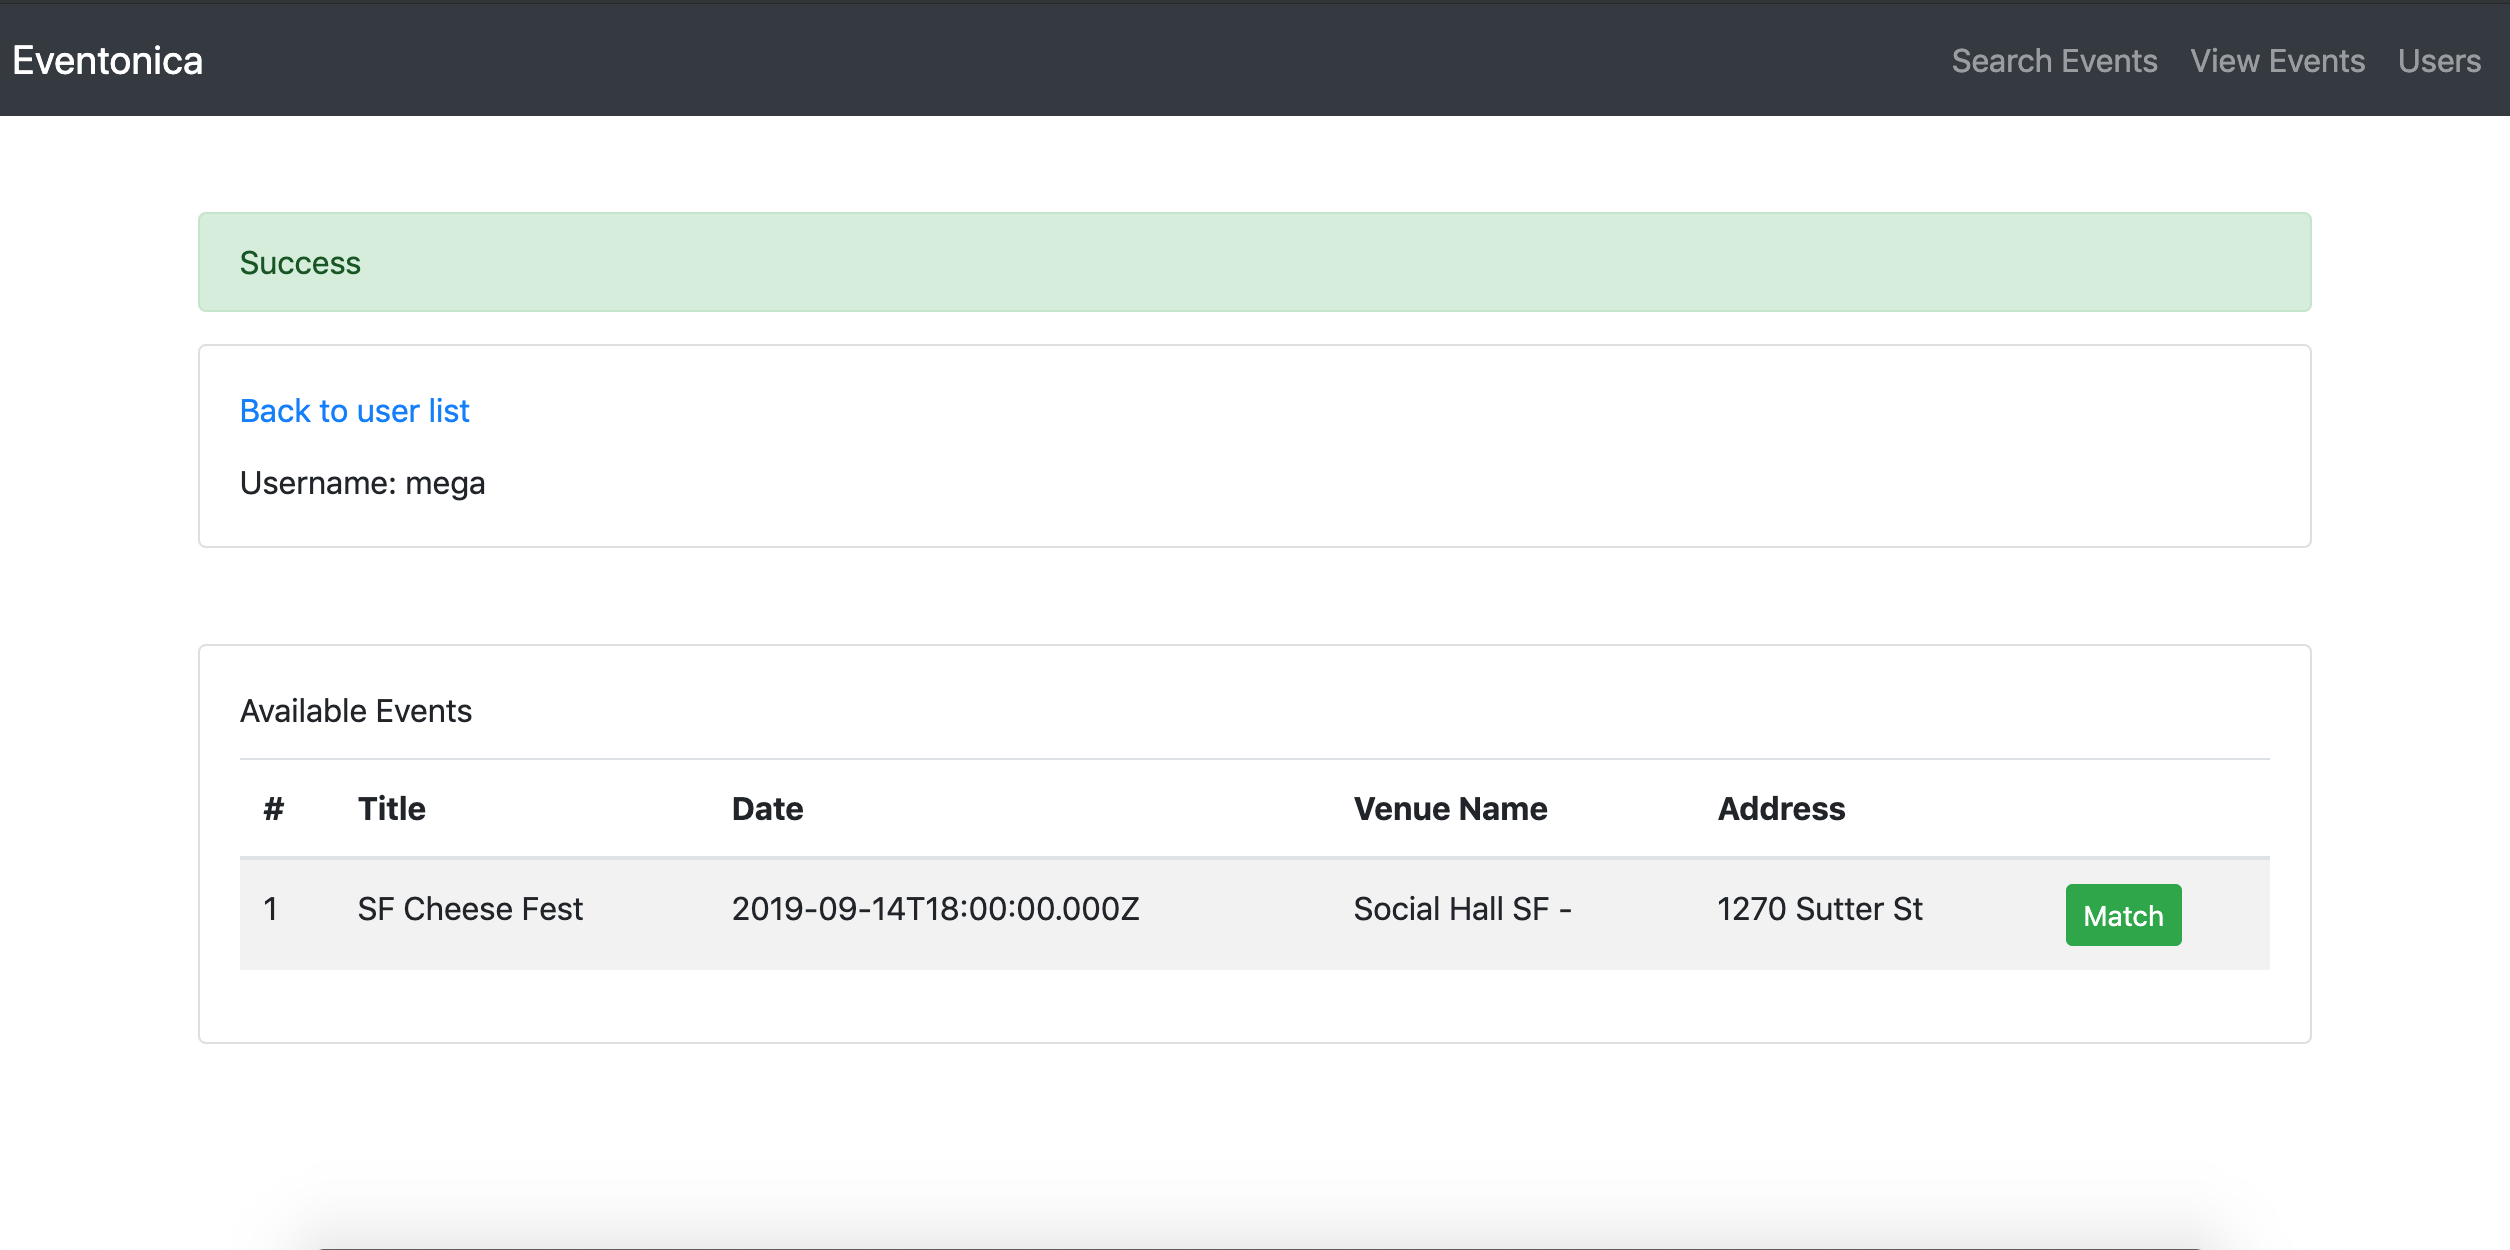 Eventonica Search Events View Events Users
Success
Back to user list
Username: mega
Available Events
# Title Date Venue Name Address
1 SF Cheese Fest 2019-09-14T18:00:00.000Z Social Hall SF - 1270 Sutter St Match